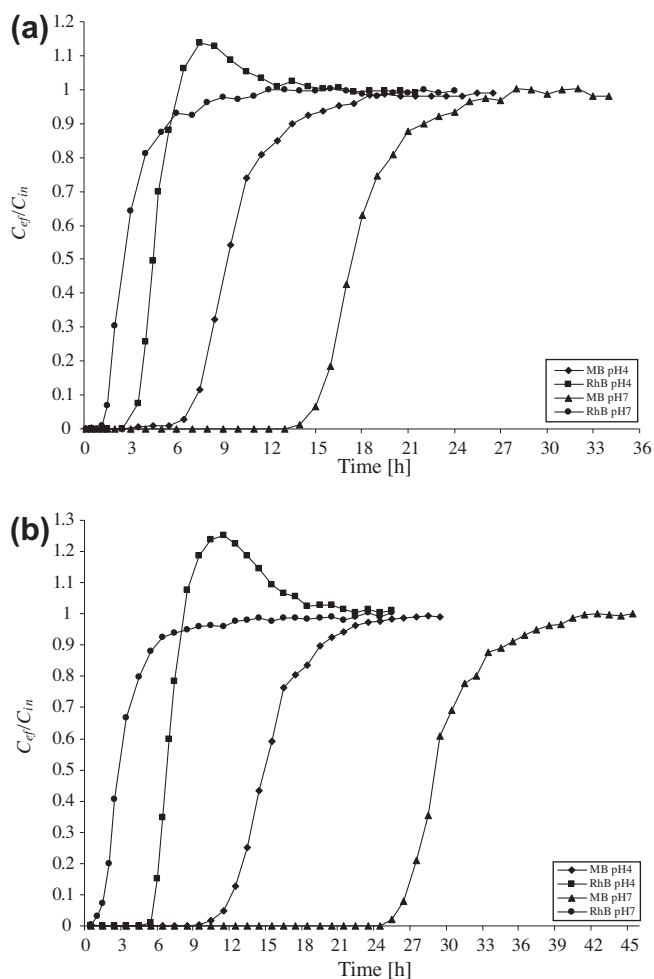 (a)
1.2
1.1
1
0.9
0.8
0.7
0.6
0.5
0.4
0.3
0.2
0.1
0
C_ef/C_in
0 3 6 9 12 15 18 21 24 27 30 33 36
Time [h]
MB pH4
RhB pH4
MB pH7
RhB pH7
(b)
1.3
1.2
1.1
1
0.9
0.8
0.7
0.6
0.5
0.4
0.3
0.2
0.1
0
C_ef/C_in
0 3 6 9 12 15 18 21 24 27 30 33 36 39 42 45
Time [h]
MB pH4
RhB pH4
MB pH7
RhB pH7